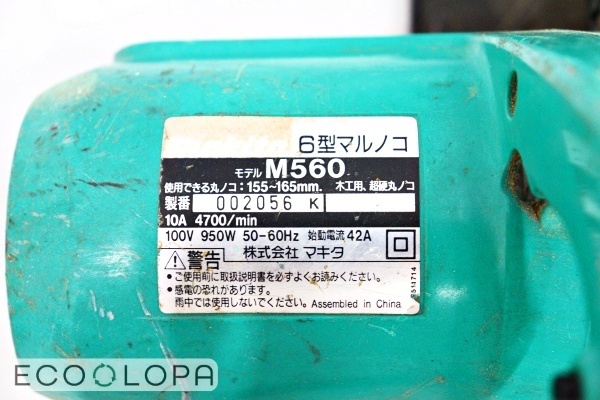 6型マルノコ
モデル M560
使用できる丸ノコ:155~165mm. 木工用、超硬丸ノコ
製番 002056 K
10A 4700/min
100V 950W 50-60Hz 始動電流 42A
株式会社 マキタ
警告
•ご使用前に取扱説明書を必ずよくお読みください。
•感電の恐れがあります。
雨中では使用しないでください。 Assembled in China
ECOOLOPA